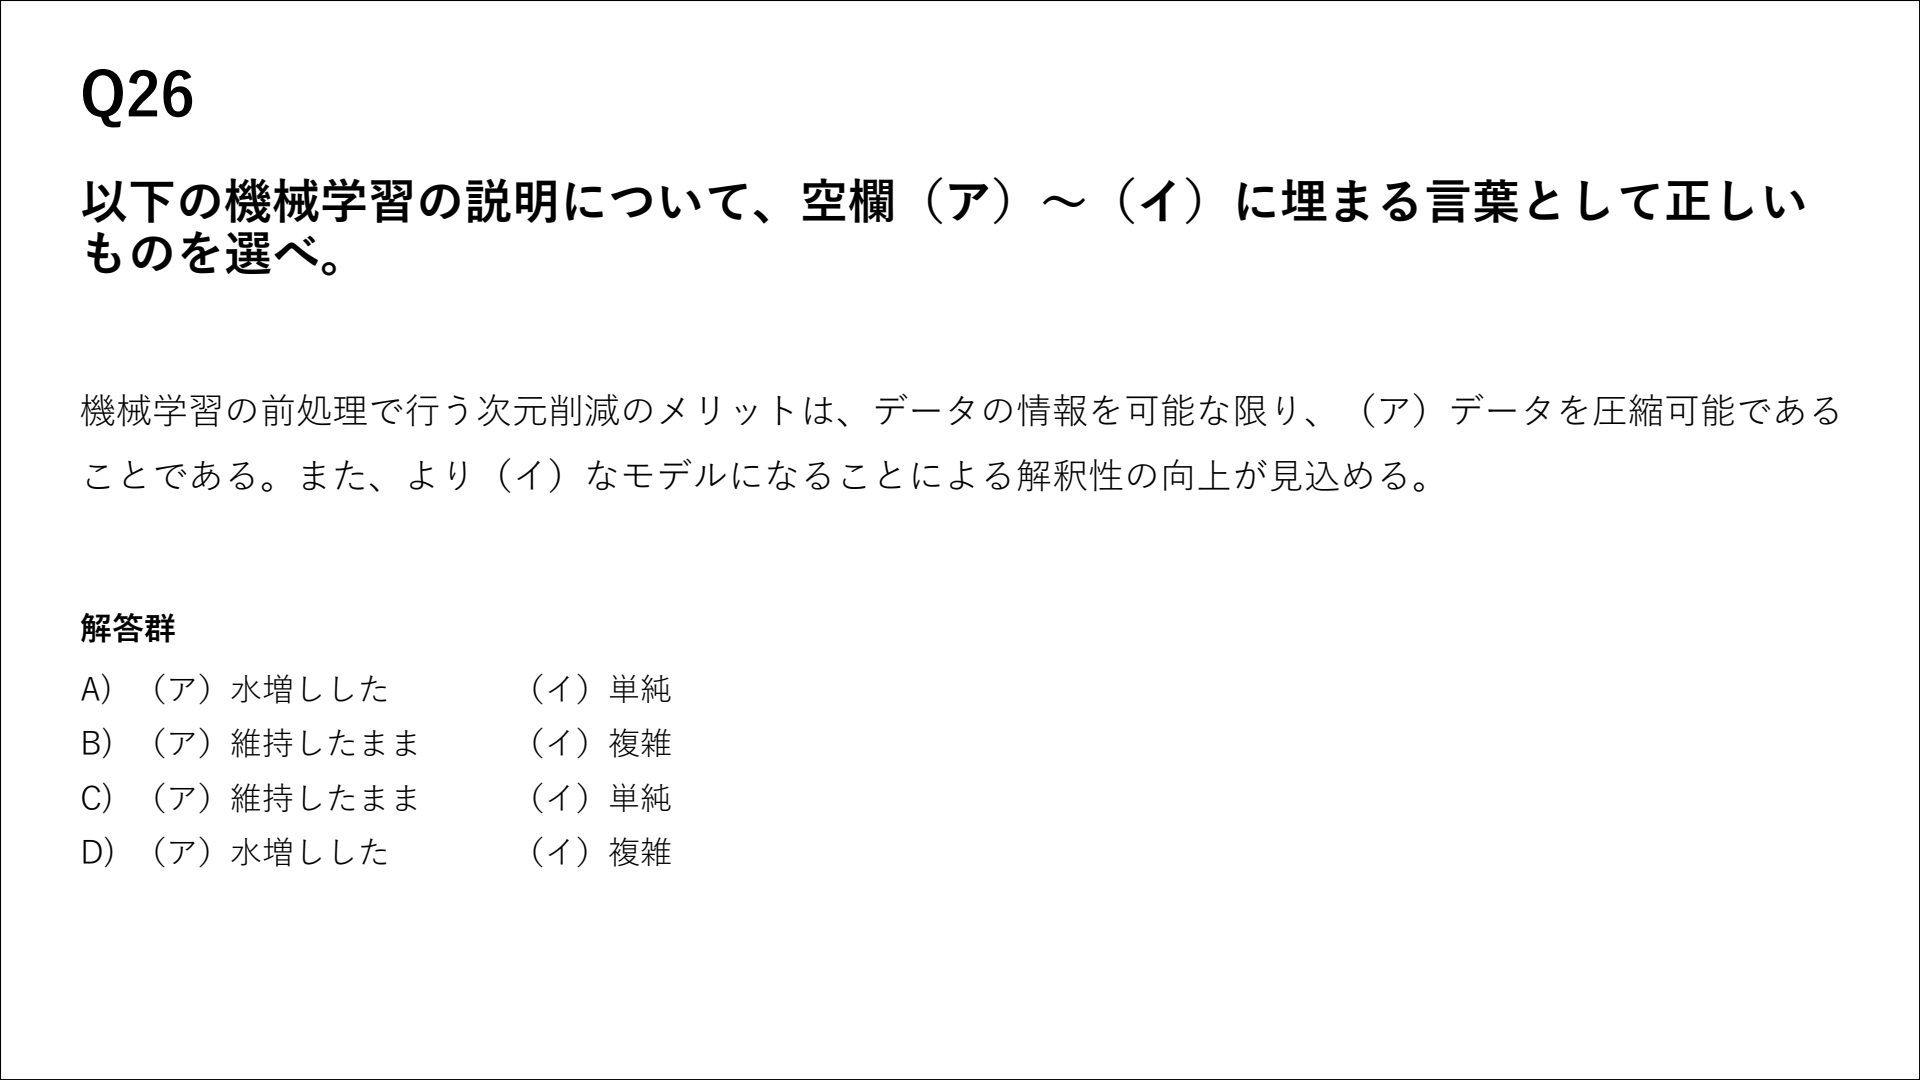 Q26
以下の機械学習の説明について、空欄（ア）～（イ）に埋まる言葉として正しい
ものを選べ。
機械学習の前処理で行う次元削減のメリットは、データの情報を可能な限り、（ア）データを圧縮可能である
ことである。また、より（イ）なモデルになることによる解釈性の向上が見込める。
解答群
A) （ア）水増しした （イ）単純
B) （ア）維持したまま （イ）複雑
C) （ア）維持したまま （イ）単純
D) （ア）水増しした （イ）複雑